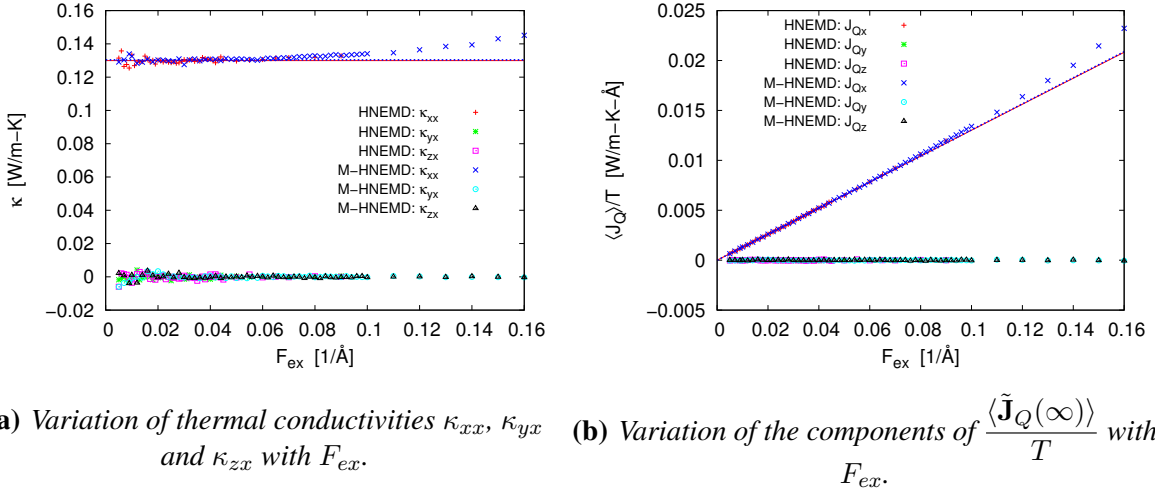 0.16
0.14
0.12
0.1
0.08
0.06
0.04
0.02
0
−0.02
κ [W/m−K]
HNEMD: κxx
HNEMD: κyx
HNEMD: κzx
M−HNEMD: κxx
M−HNEMD: κyx
M−HNEMD: κzx
0 0.02 0.04 0.06 0.08 0.1 0.12 0.14 0.16
Fex [1/Å]
0.025
0.02
0.015
0.01
0.005
0
−0.005
⟨JQ⟩/T [W/m−K−Å]
HNEMD: JQx
HNEMD: JQy
HNEMD: JQz
M−HNEMD: JQx
M−HNEMD: JQy
M−HNEMD: JQz
0 0.02 0.04 0.06 0.08 0.1 0.12 0.14 0.16
Fex [1/Å]
) Variation of thermal conductivities κxx, κyx
and κzx with Fex.
(b) Variation of the components of ⟨J̃Q(∞)⟩/T with
Fex.